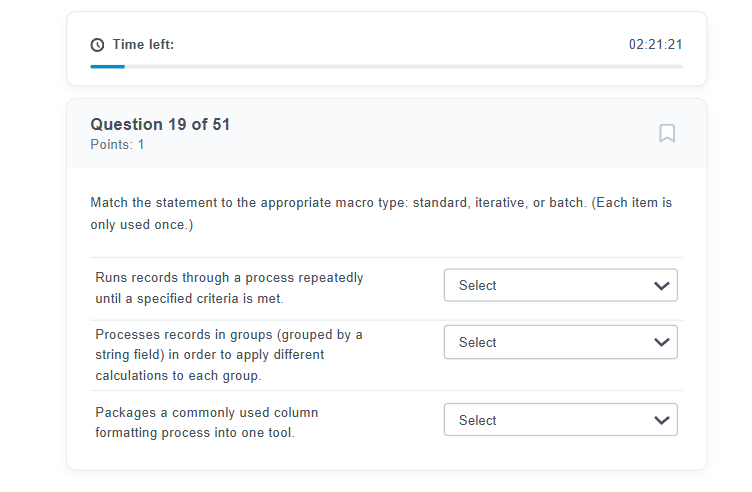 Time left: 02:21:21
Question 19 of 51
Points: 1
Match the statement to the appropriate macro type: standard, iterative, or batch. (Each item is
only used once.)
Runs records through a process repeatedly
until a specified criteria is met.
Select
Processes records in groups (grouped by a
string field) in order to apply different
calculations to each group.
Select
Packages a commonly used column
formatting process into one tool.
Select